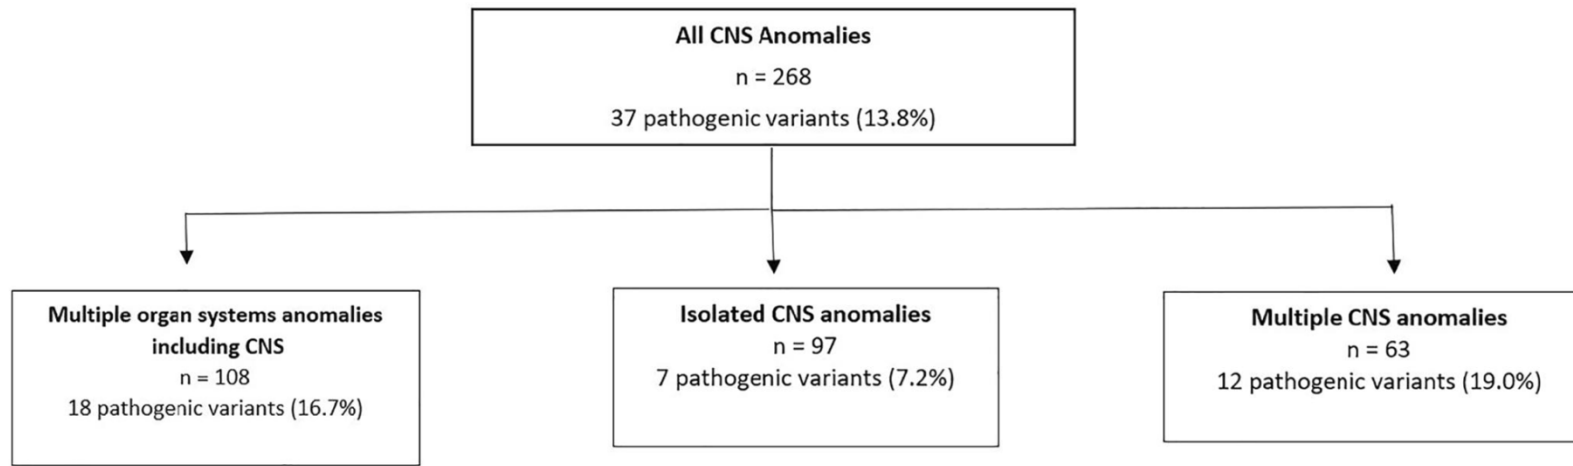 All CNS Anomalies
n = 268
37 pathogenic variants (13.8%)
Multiple organ systems anomalies
including CNS
n = 108
18 pathogenic variants (16.7%)
Isolated CNS anomalies
n = 97
7 pathogenic variants (7.2%)
Multiple CNS anomalies
n = 63
12 pathogenic variants (19.0%)